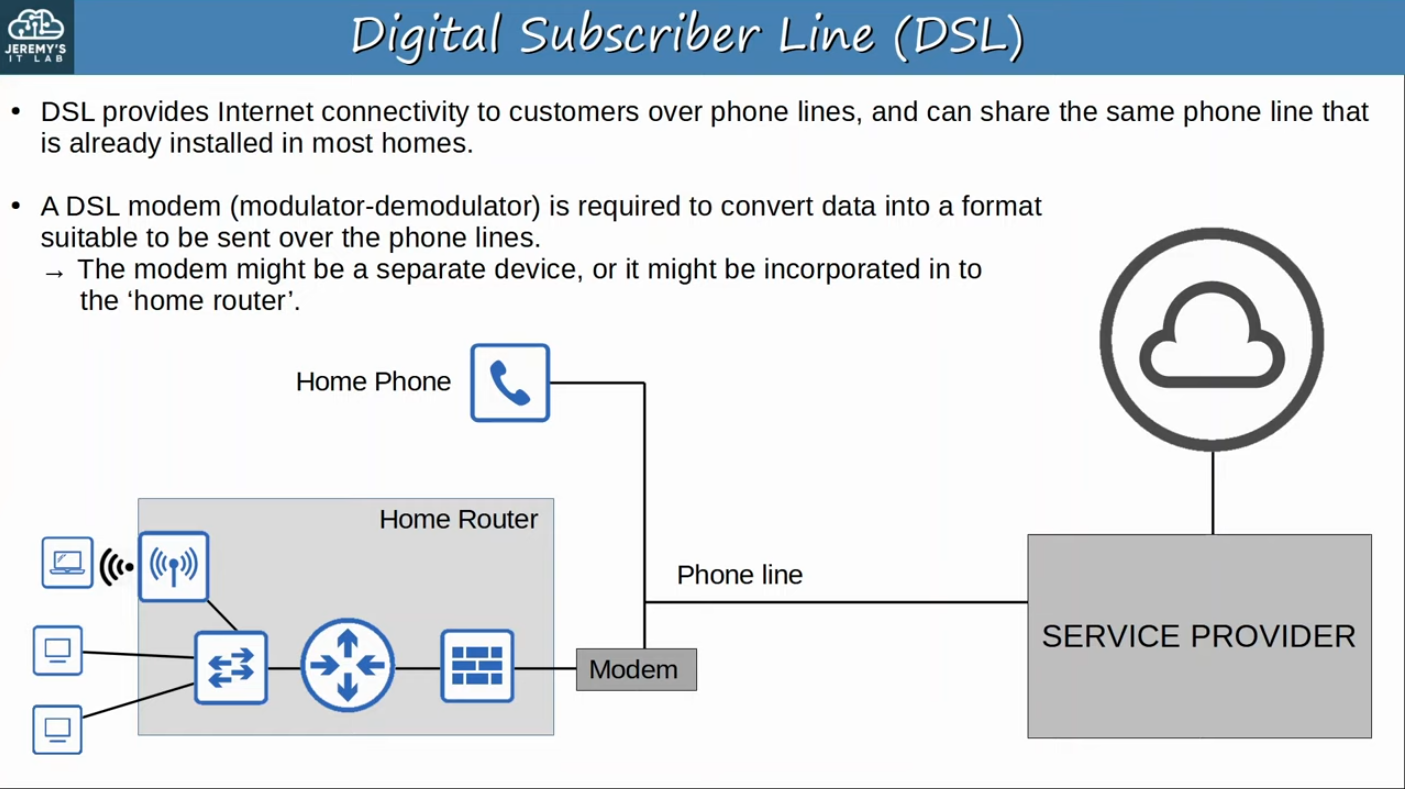 JEREMY'S
IT LAB
Digital Subscriber Line (DSL)
• DSL provides Internet connectivity to customers over phone lines, and can share the same phone line that
is already installed in most homes.
• A DSL modem (modulator-demodulator) is required to convert data into a format
suitable to be sent over the phone lines.
→ The modem might be a separate device, or it might be incorporated in to
the ‘home router’.
Home Phone
Home Router
Phone line
SERVICE PROVIDER
Modem